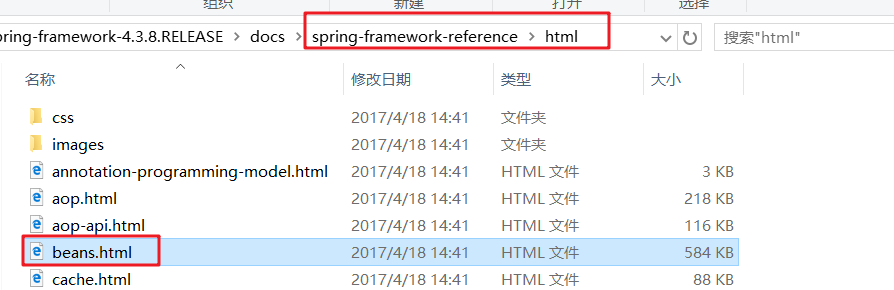 组织 新建 打开 选择
pring-framework-4.3.8.RELEASE > docs > spring-framework-reference > html 搜索"html"
名称 修改日期 类型 大小
css 2017/4/18 14:41 文件夹
images 2017/4/18 14:41 文件夹
annotation-programming-model.html 2017/4/18 14:41 HTML 文件 3 KB
aop.html 2017/4/18 14:41 HTML 文件 218 KB
aop-api.html 2017/4/18 14:41 HTML 文件 116 KB
beans.html 2017/4/18 14:41 HTML 文件 584 KB
cache.html 2017/4/18 14:41 HTML 文件 88 KB